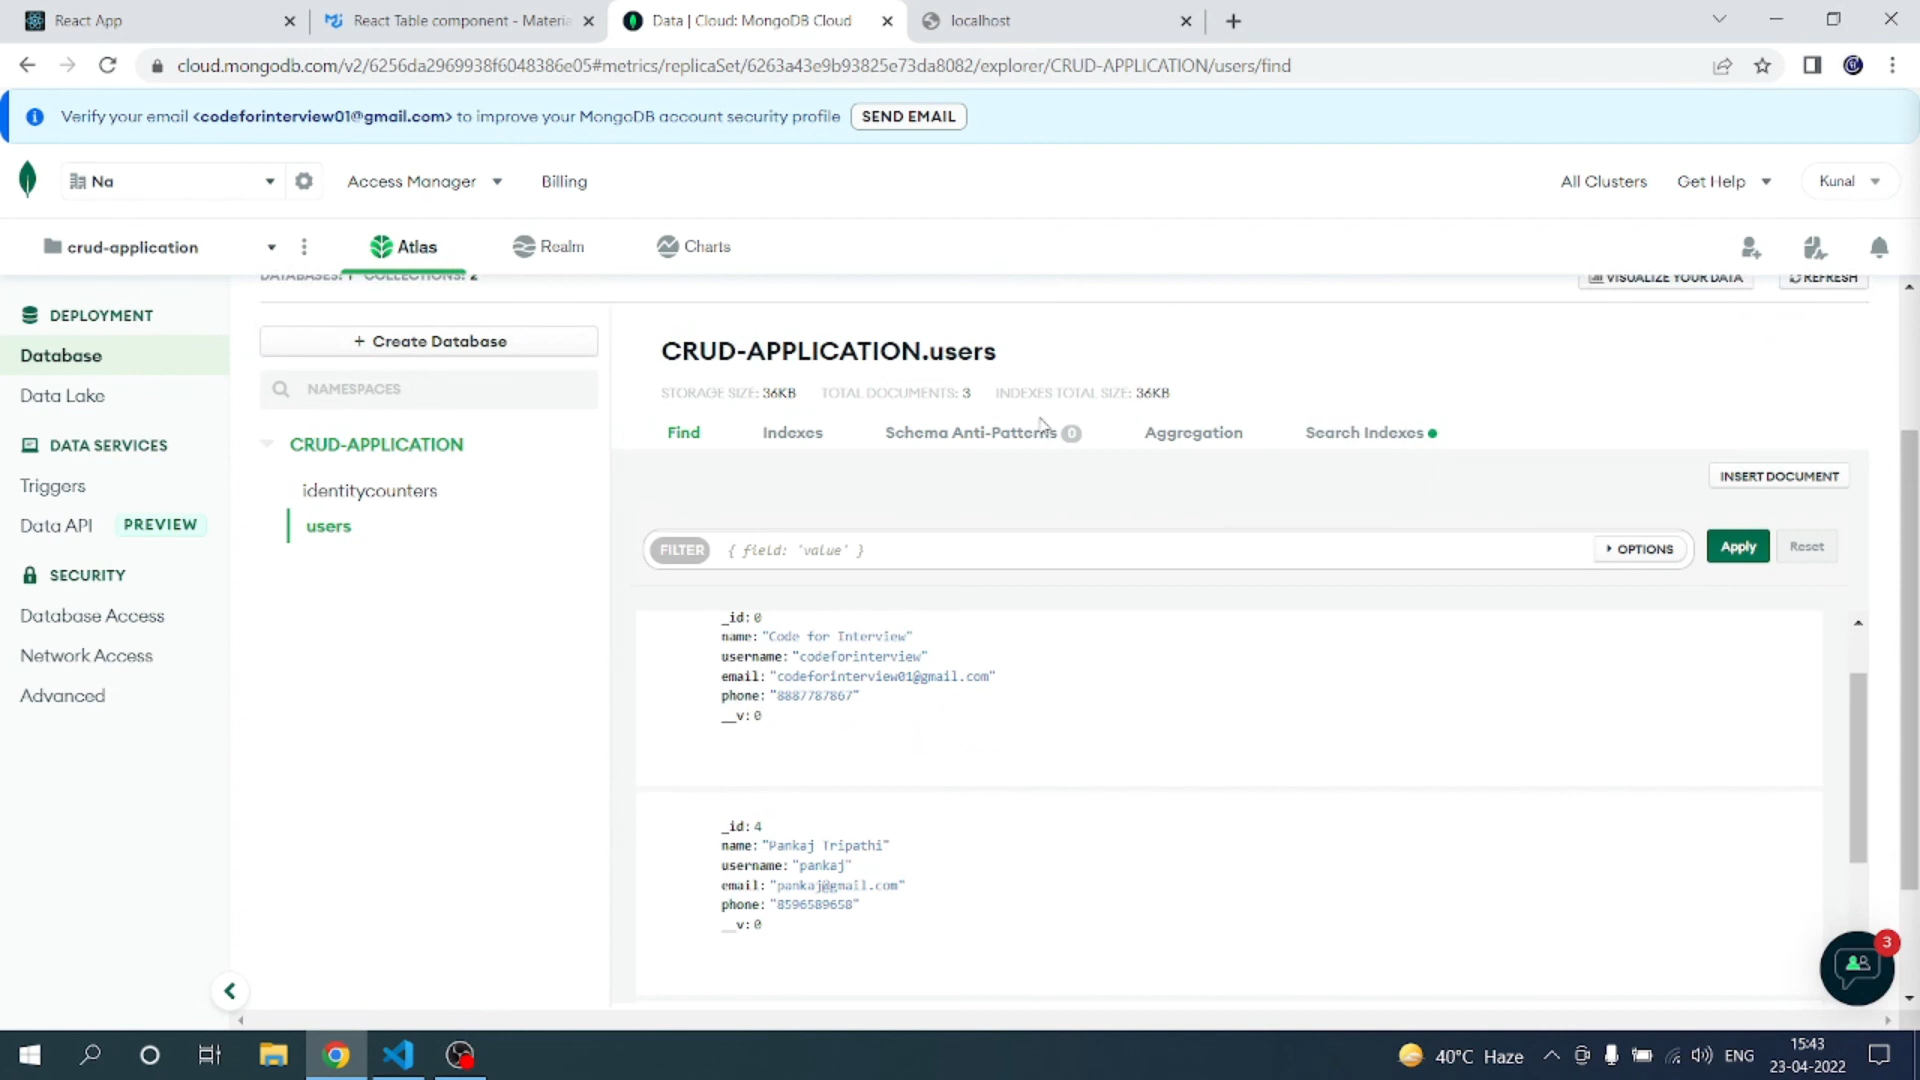 React App
React Table component - Materia
Data | Cloud: MongoDB Cloud
localhost
cloud.mongodb.com/v2/6256da2969938f6048386e05#metrics/replicaSet/6263a43e9b93825e73da8082/explorer/CRUD-APPLICATION/users/find
Verify your email <codeforinterview01@gmail.com> to improve your MongoDB account security profile
SEND EMAIL
Na
Access Manager
Billing
All Clusters
Get Help
Kunal
crud-application
Atlas
Realm
Charts
DATABASES: 1 COLLECTIONS: 2
VISUALIZE YOUR DATA
REFRESH
DEPLOYMENT
Database
Data Lake
DATA SERVICES
Triggers
Data API PREVIEW
SECURITY
Database Access
Network Access
Advanced
+ Create Database
NAMESPACES
CRUD-APPLICATION
identitycounters
users
CRUD-APPLICATION.users
STORAGE SIZE: 36KB TOTAL DOCUMENTS: 3 INDEXES TOTAL SIZE: 36KB
Find Indexes Schema Anti-Patterns 0 Aggregation Search Indexes
INSERT DOCUMENT
FILTER { field: 'value' }
OPTIONS
Apply
Reset
_id: 0
name: "Code for Interview"
username: "codeforinterview"
email: "codeforinterview01@gmail.com"
phone: "8887787867"
__v: 0
_id: 4
name: "Pankaj Tripathi"
username: "pankaj"
email: "pankaj@gmail.com"
phone: "8596589658"
__v: 0
3
40°C Haze
ENG
15:43
23-04-2022